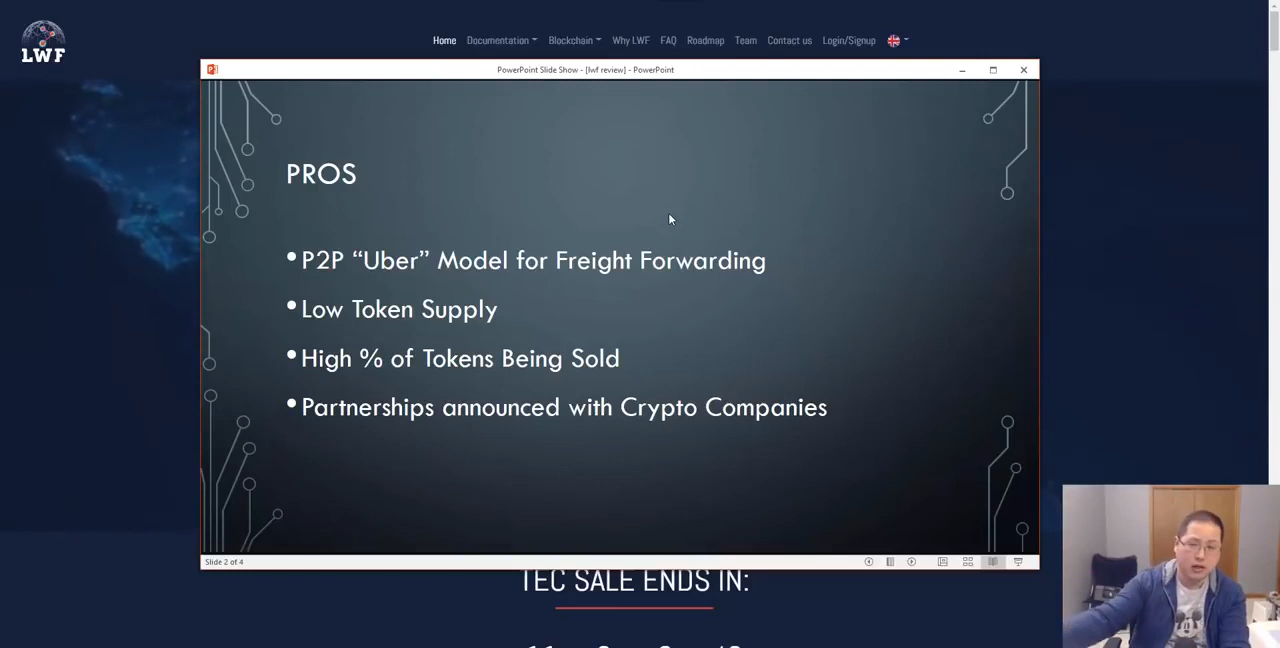 LWF
Home Documentation Blockchain Why LWF FAQ Roadmap Team Contact us Login/Signup
PowerPoint Slide Show - [lwf review] - PowerPoint
PROS
• P2P “Uber” Model for Freight Forwarding
• Low Token Supply
• High % of Tokens Being Sold
• Partnerships announced with Crypto Companies
Slide 2 of 4
TEC SALE ENDS IN: